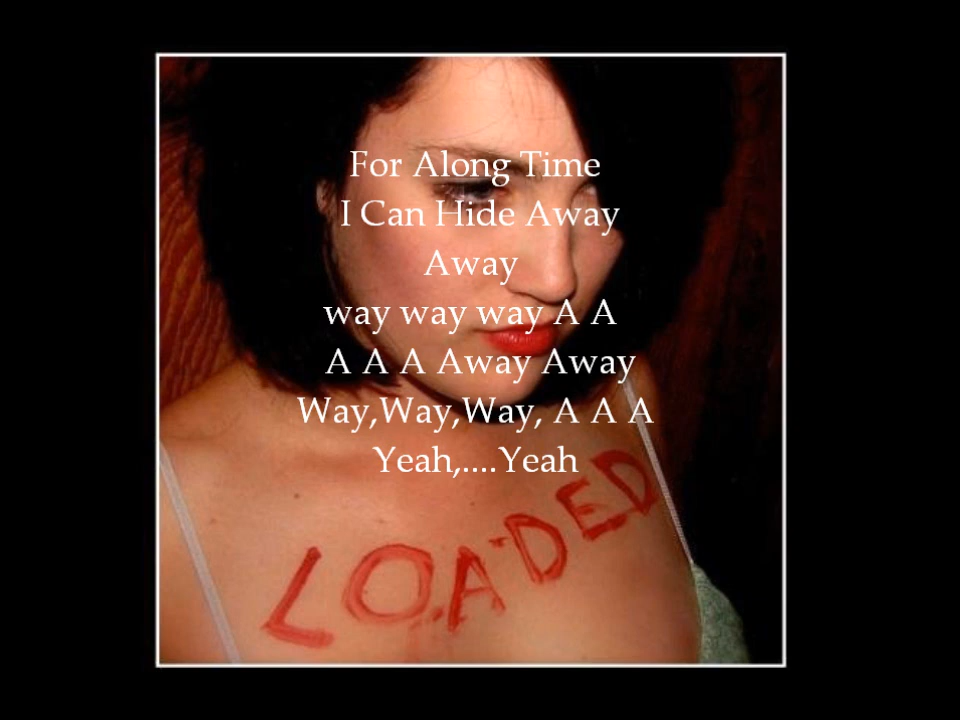 For Along Time
I Can Hide Away
Away
way way way A A
A A A Away Away
Way,Way,Way, A A A
Yeah,....Yeah
LOADED